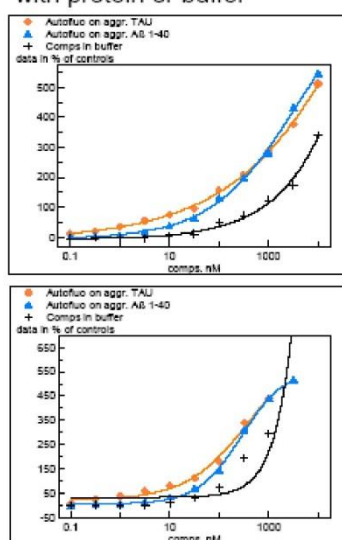 with protein or buffer
Autofluo on aggr. TAU
Autofluo on aggr. Aß 1-40
Comps in buffer
data in % of controls
500
400
300
200
100
0
0.1
10
1000
comps. nM
Autofluo on aggr. TAU
Autofluo on aggr. Aß 1-40
Comps in buffer
data in % of controls
650
550
450
350
250
150
50
-50
0.1
10
1000
comps. nM